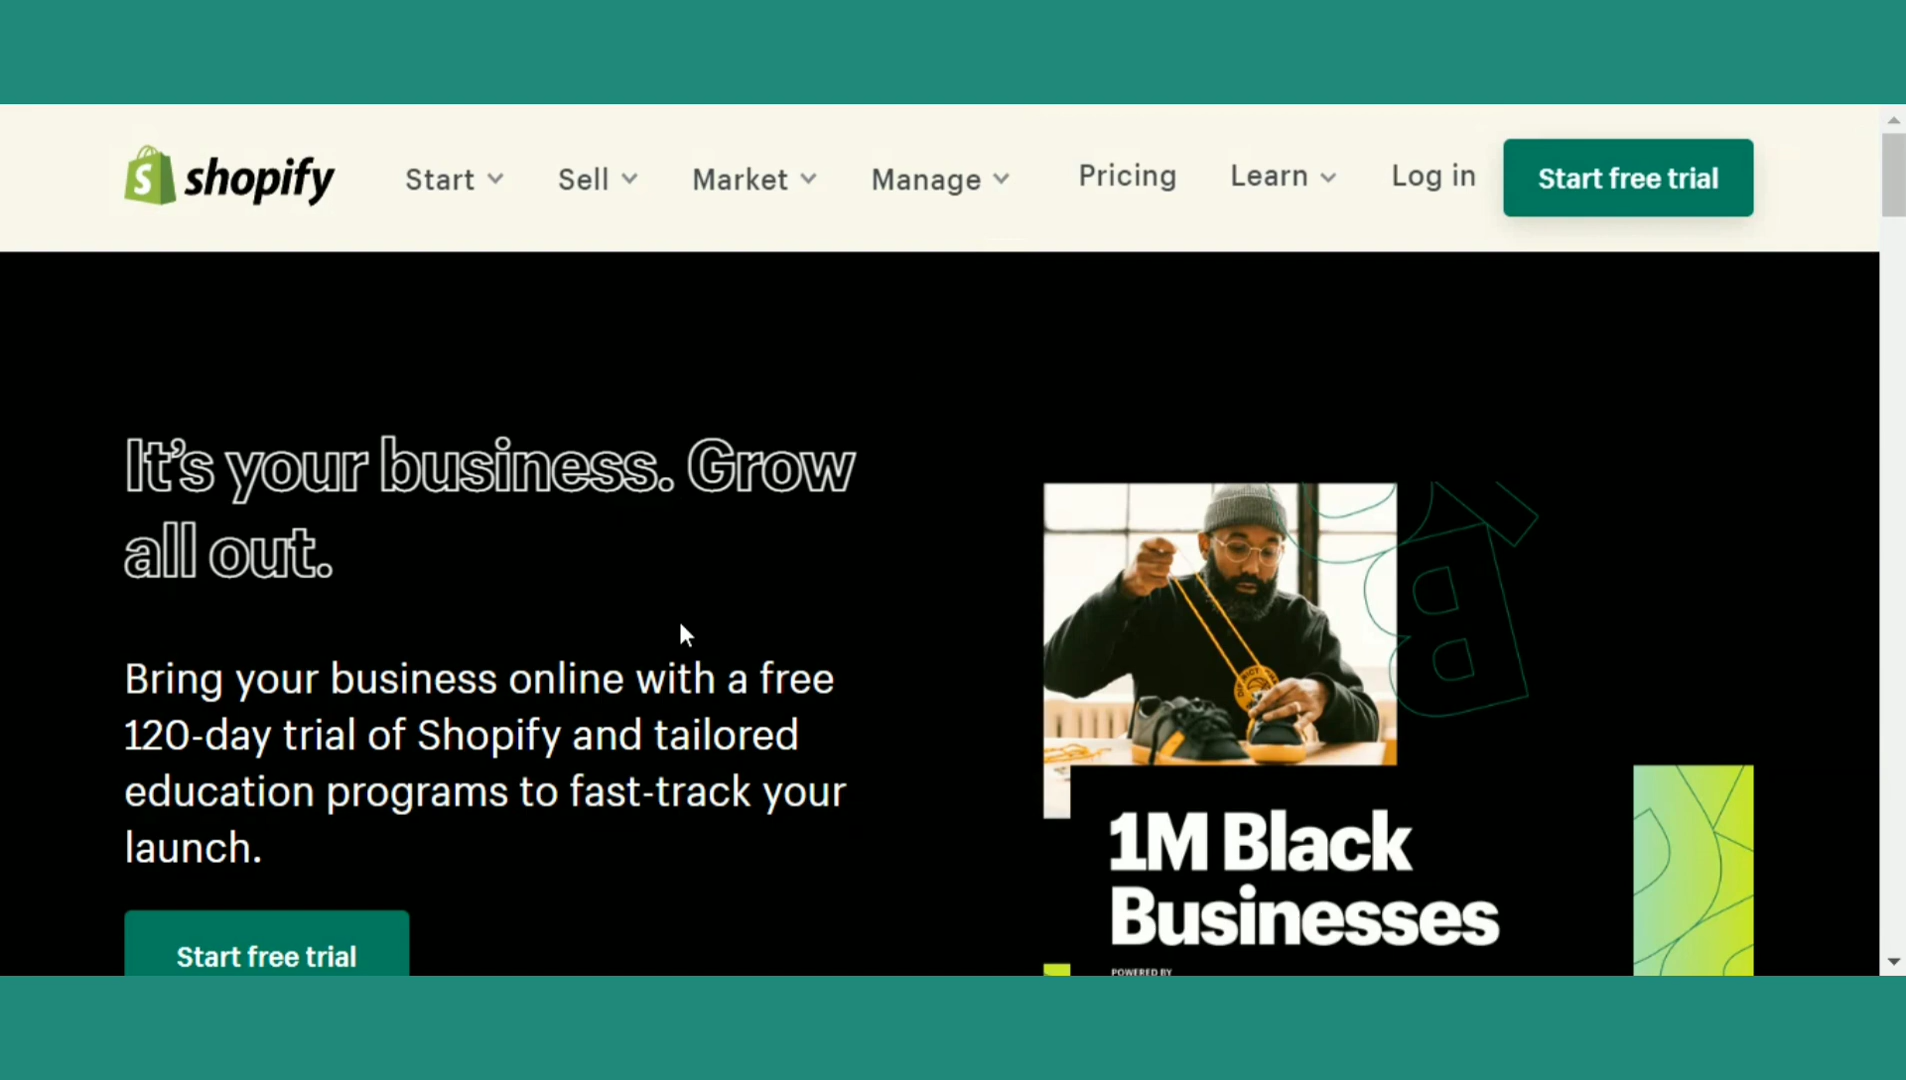 shopify
Start
Sell
Market
Manage
Pricing
Learn
Log in
Start free trial
It's your business. Grow
all out.
Bring your business online with a free
120-day trial of Shopify and tailored
education programs to fast-track your
launch.
Start free trial
1M Black
Businesses
POWERED BY